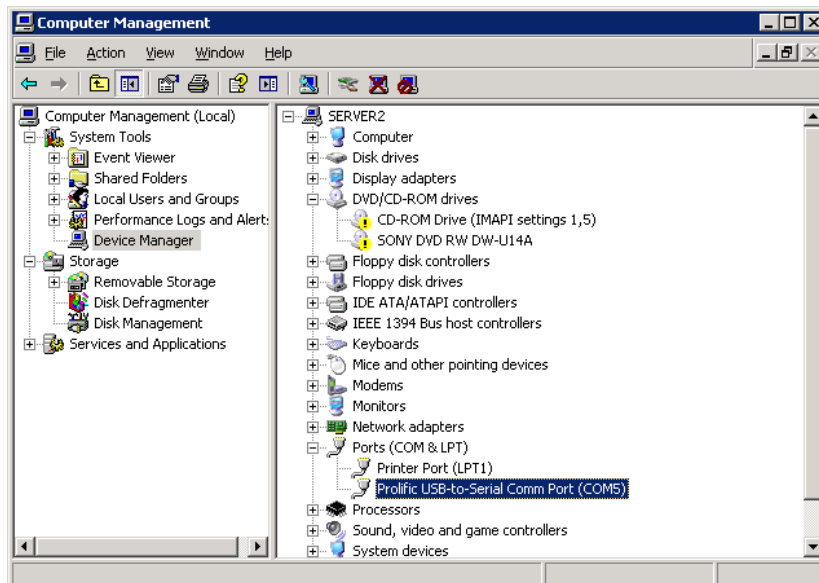 Computer Management
File Action View Window Help
Computer Management (Local)
System Tools
Event Viewer
Shared Folders
Local Users and Groups
Performance Logs and Alert
Device Manager
Storage
Removable Storage
Disk Defragmenter
Disk Management
Services and Applications
SERVER2
Computer
Disk drives
Display adapters
DVD/CD-ROM drives
CD-ROM Drive (IMAPI settings 1,5)
SONY DVD RW DW-U14A
Floppy disk controllers
Floppy disk drives
IDE ATA/ATAPI controllers
IEEE 1394 Bus host controllers
Keyboards
Mice and other pointing devices
Modems
Monitors
Network adapters
Ports (COM & LPT)
Printer Port (LPT1)
Prolific USB-to-Serial Comm Port (COM5)
Processors
Sound, video and game controllers
System devices